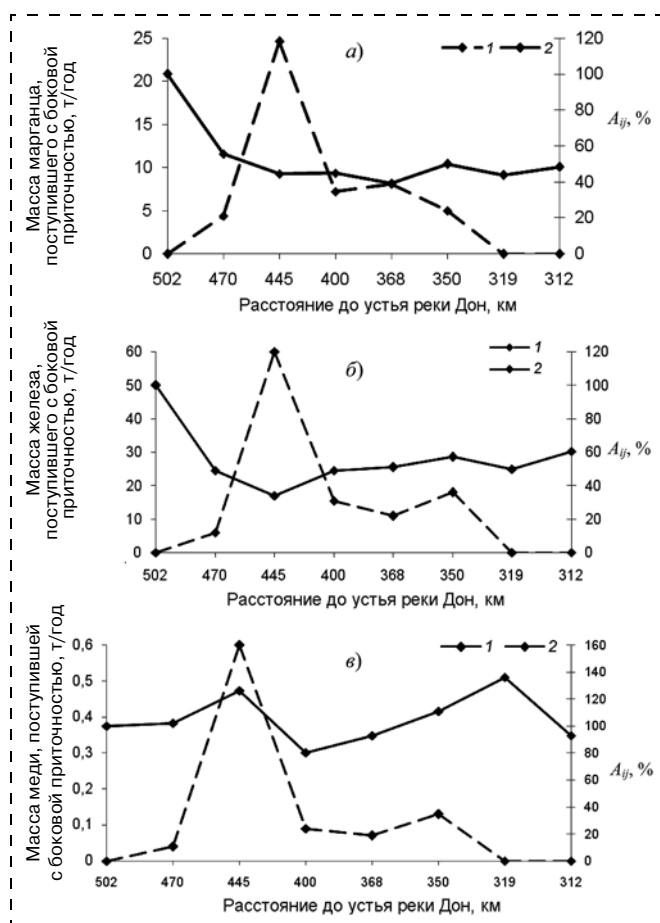 Масса марганца,
поступившего с боковой
приточностью, т/год
25
20
15
10
5
0
а)
1 2
120
100
80
60
40
20
0
A_ij, %
502 470 445 400 368 350 319 312
Расстояние до устья реки Дон, км
Масса железа,
поступившего с боковой
приточностью, т/год
60
50
40
30
20
10
0
б)
1
2
120
100
80
60
40
20
0
A_ij, %
502 470 445 400 368 350 319 312
Расстояние до устья реки Дон, км
Масса меди, поступившей
с боковой приточностью, т/год
0,6
0,5
0,4
0,3
0,2
0,1
0
в)
1 2
160
140
120
100
80
60
40
20
0
A_ij, %
502 470 445 400 368 350 319 312
Расстояние до устья реки Дон, км